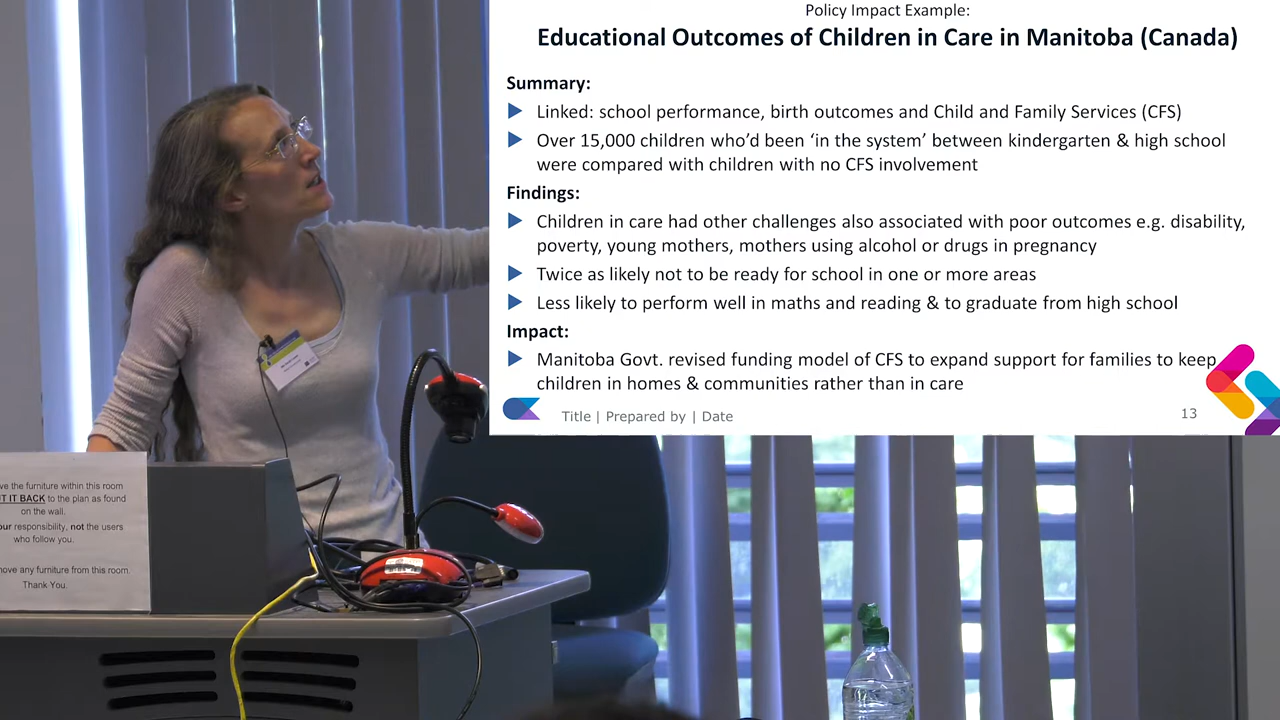 Policy Impact Example:
Educational Outcomes of Children in Care in Manitoba (Canada)
Summary:
Linked: school performance, birth outcomes and Child and Family Services (CFS)
Over 15,000 children who’d been ‘in the system’ between kindergarten & high school
were compared with children with no CFS involvement
Findings:
Children in care had other challenges also associated with poor outcomes e.g. disability,
poverty, young mothers, mothers using alcohol or drugs in pregnancy
Twice as likely not to be ready for school in one or more areas
Less likely to perform well in maths and reading & to graduate from high school
Impact:
Manitoba Govt. revised funding model of CFS to expand support for families to keep
children in homes & communities rather than in care
Title | Prepared by | Date
13
the furniture within this room
IT BACK to the plan as found
on the wall.
responsibility, not the users
who follow you.
any furniture from this room.
Thank You.